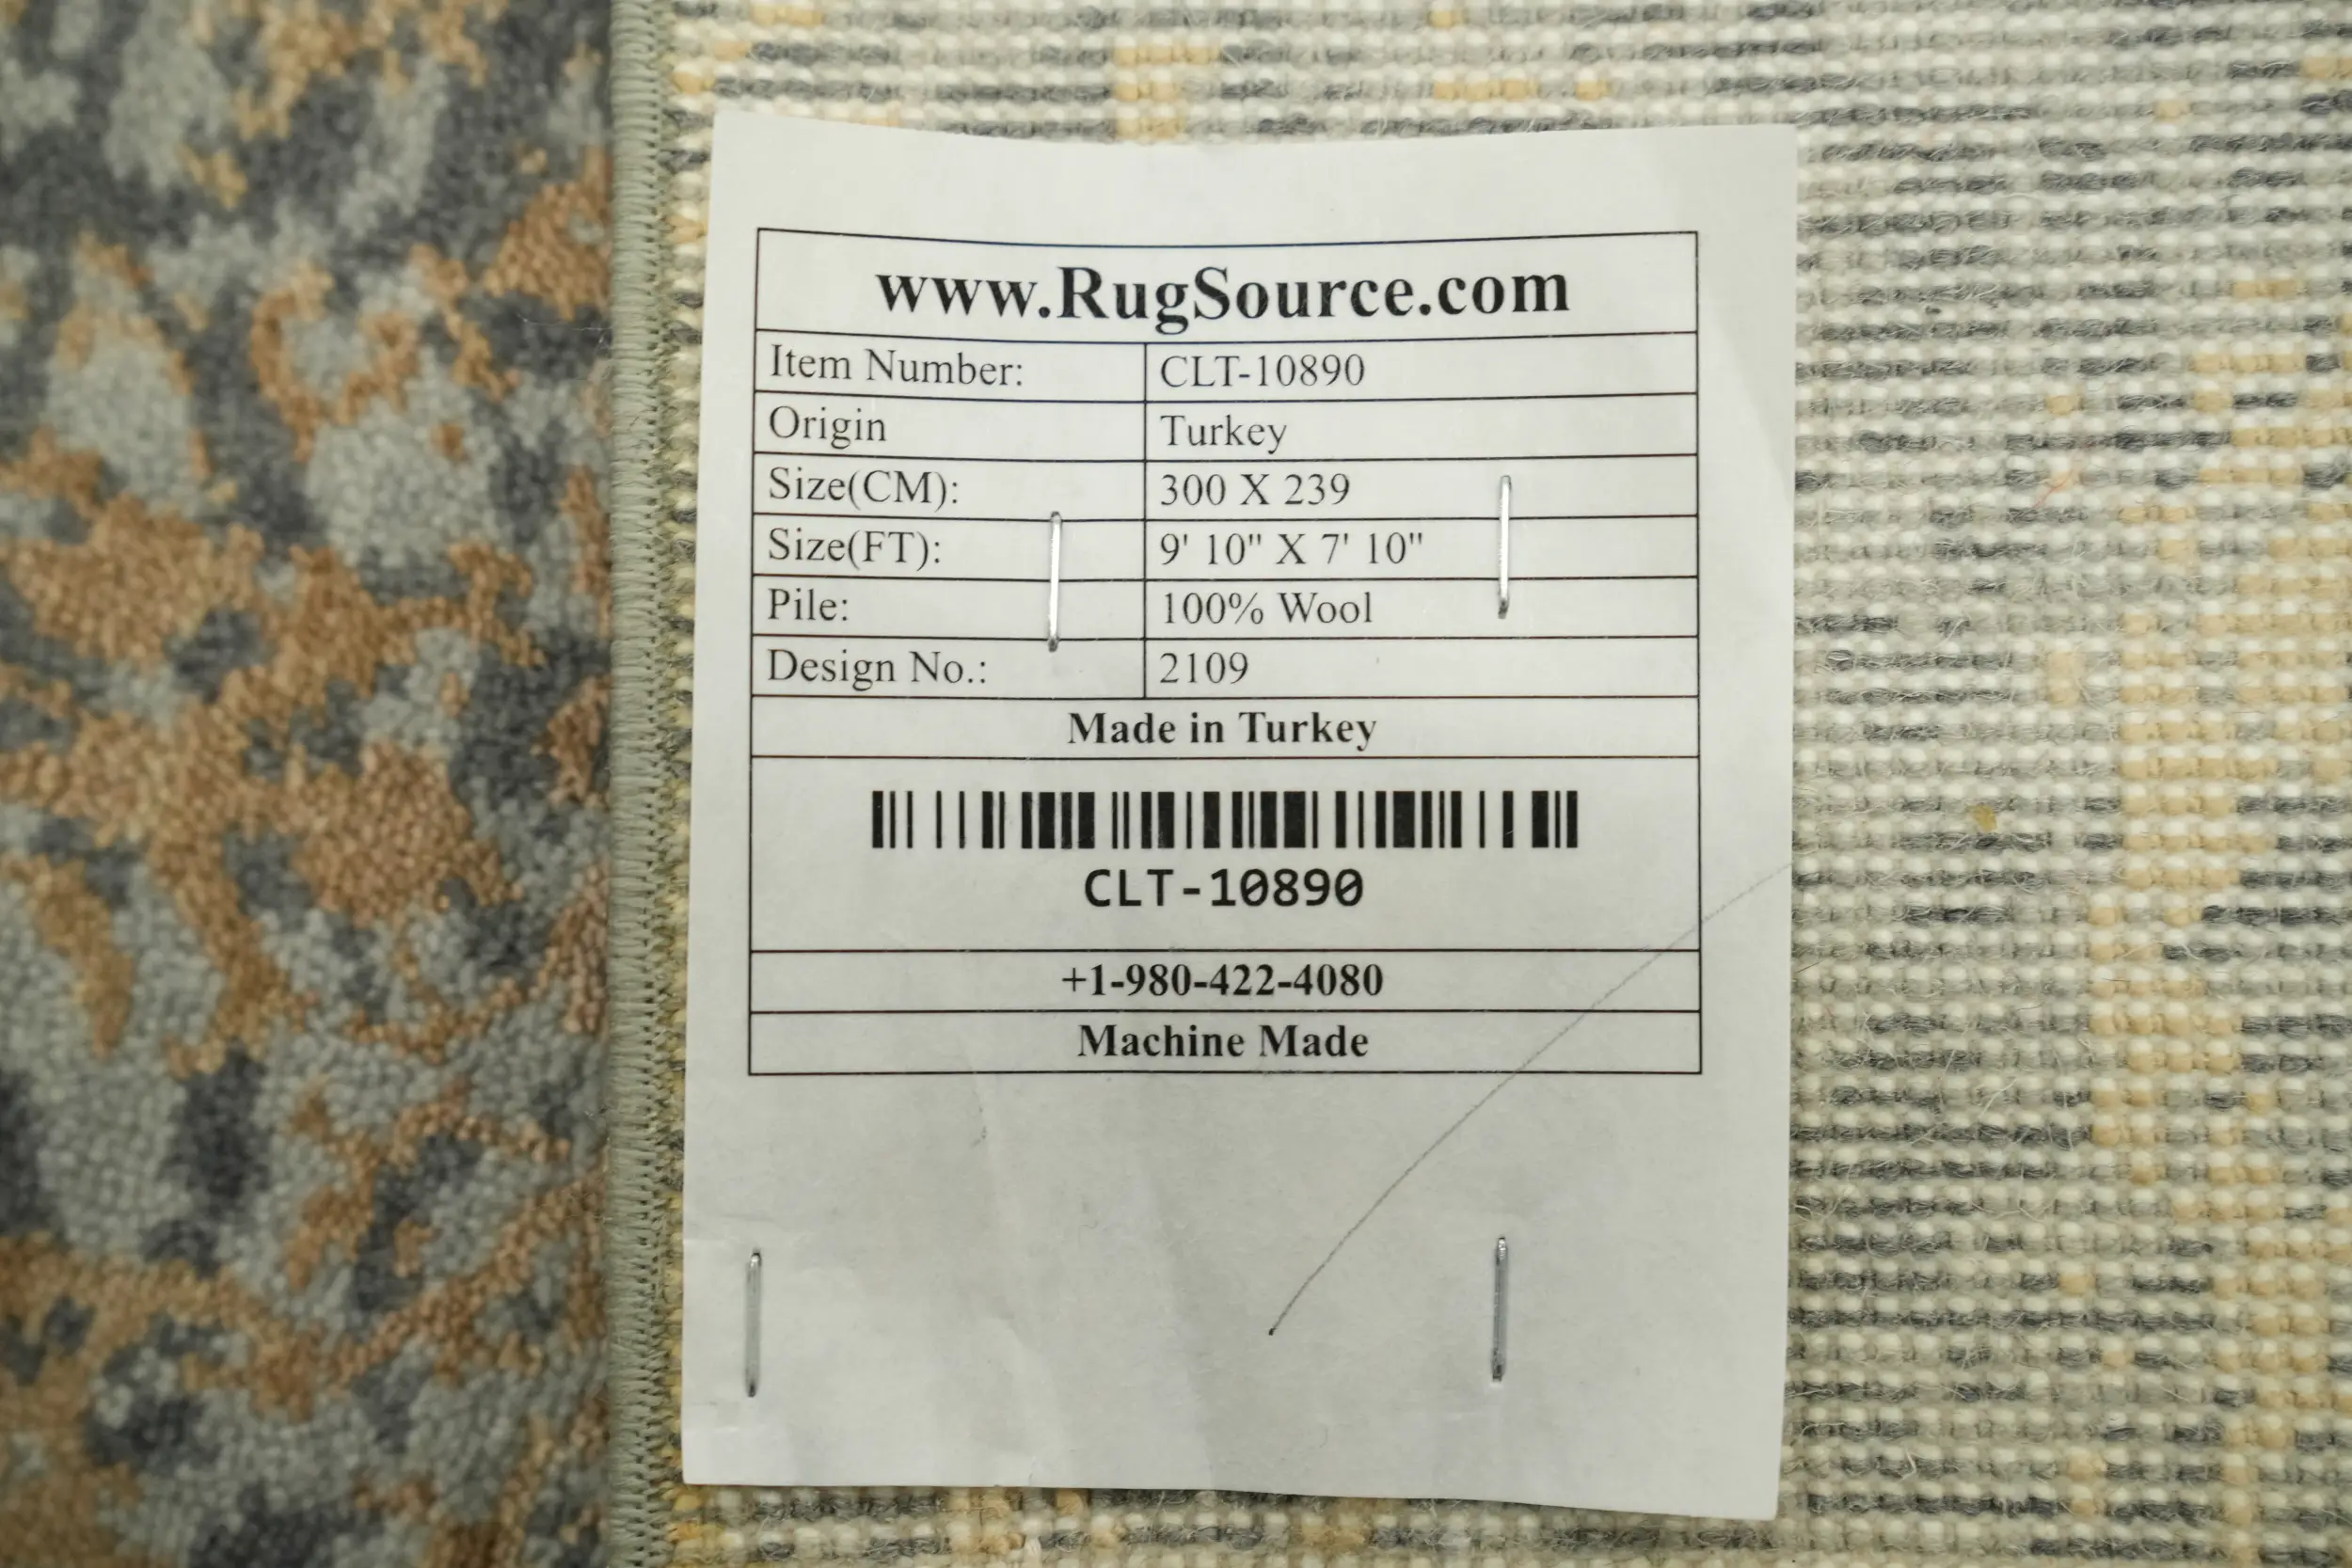 www.RugSource.com
Item Number: CLT-10890
Origin Turkey
Size(CM): 300 X 239
Size(FT): 9' 10" X 7' 10"
Pile: 100% Wool
Design No.: 2109
Made in Turkey
CLT-10890
+1-980-422-4080
Machine Made